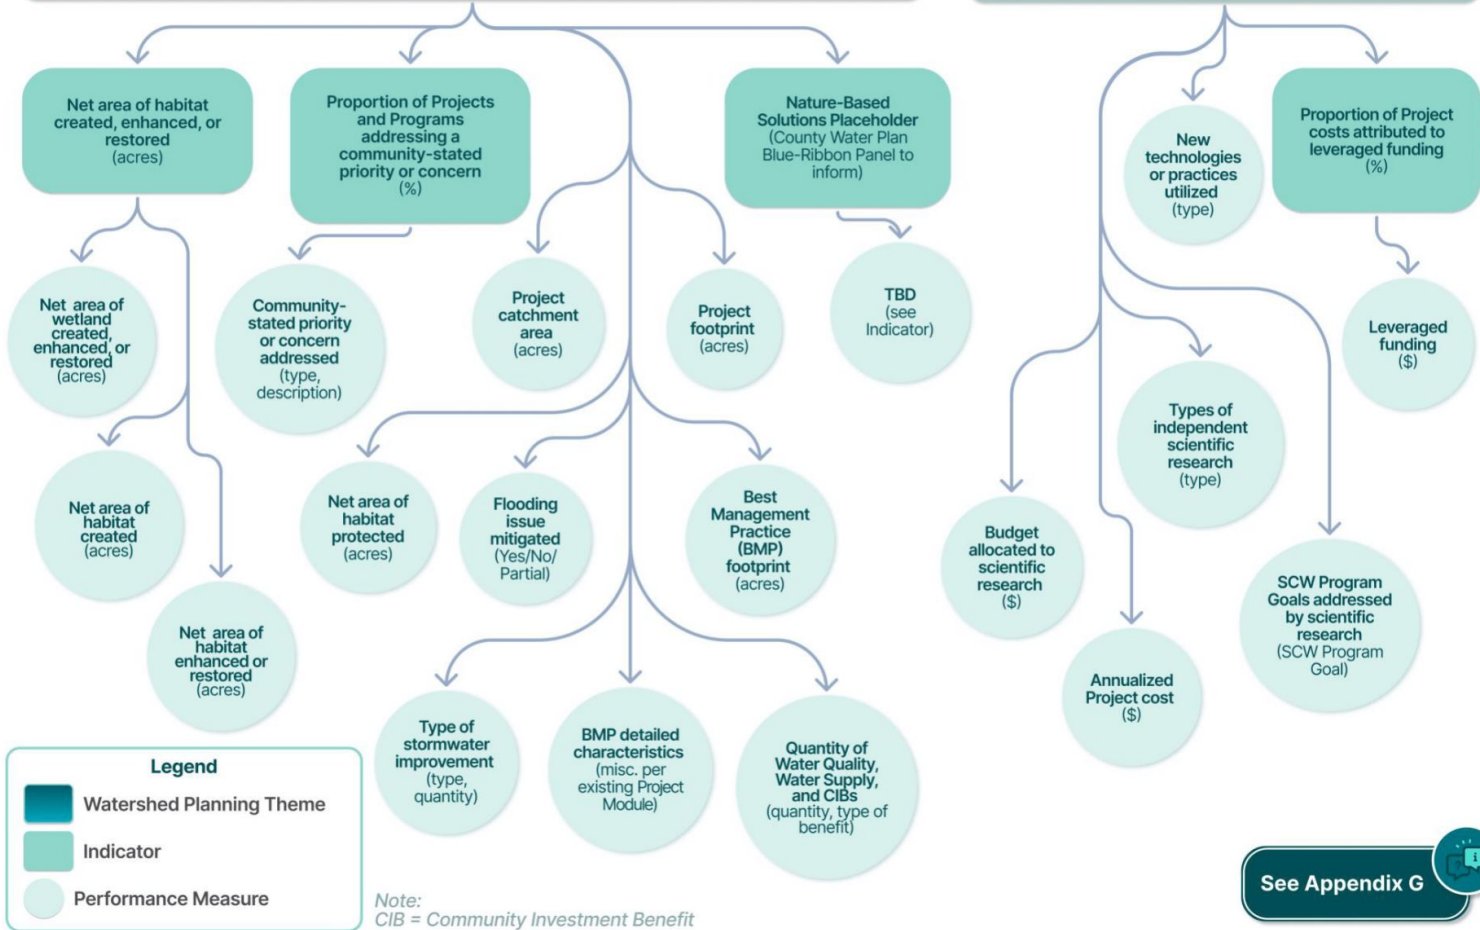 Net area of habitat
created, enhanced, or
restored
(acres)
Proportion of Projects
and Programs
addressing a
community-stated
priority or concern
(%)
Nature-Based
Solutions Placeholder
(County Water Plan
Blue-Ribbon Panel to
inform)
New
technologies
or practices
utilized
(type)
Proportion of Project
costs attributed to
leveraged funding
(%)
Net area of
wetland
created,
enhanced, or
restored
(acres)
Community-
stated priority
or concern
addressed
(type,
description)
Project
catchment
area
(acres)
Project
footprint
(acres)
TBD
(see
Indicator)
Leveraged
funding
($)
Net area of
habitat
created
(acres)
Net area of
habitat
protected
(acres)
Flooding
issue
mitigated
(Yes/No/
Partial)
Best
Management
Practice
(BMP)
footprint
(acres)
Types of
independent
scientific
research
(type)
Budget
allocated to
scientific
research
($)
SCW Program
Goals addressed
by scientific
research
(SCW Program
Goal)
Net area of
habitat
enhanced or
restored
(acres)
Annualized
Project cost
($)
Type of
stormwater
improvement
(type,
quantity)
BMP detailed
characteristics
(misc. per
existing Project
Module)
Quantity of
Water Quality,
Water Supply,
and CIBs
(quantity, type of
benefit)
Legend
Watershed Planning Theme
Indicator
Performance Measure
Note:
CIB = Community Investment Benefit
See Appendix G